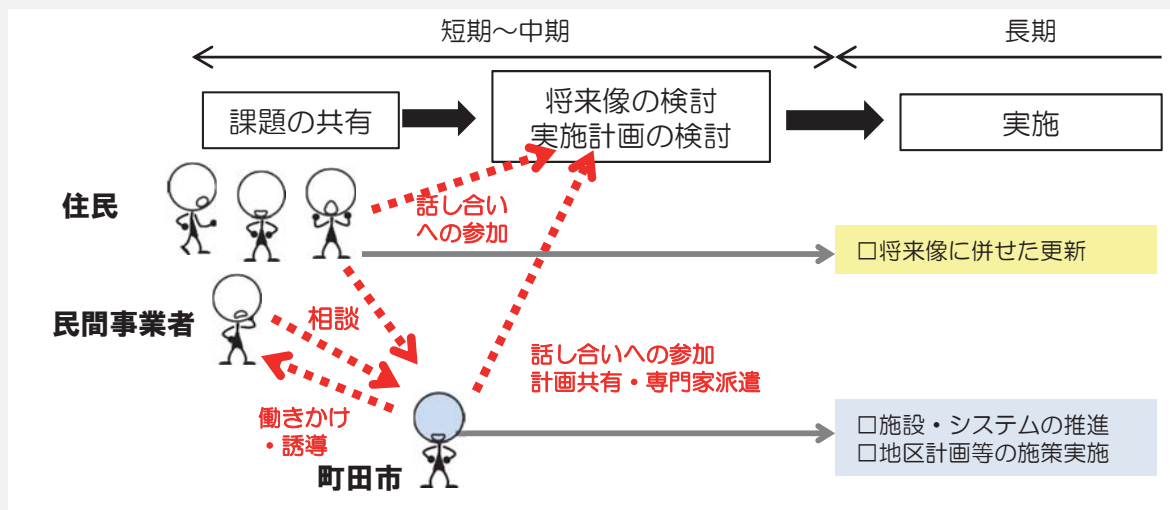 短期～中期
長期
課題の共有
将来像の検討
実施計画の検討
実施
住民
話し合い
への参加
□将来像に併せた更新
民間事業者
相談
話し合いへの参加
計画共有・専門家派遣
働きかけ
・誘導
町田市
□施設・システムの推進
□地区計画等の施策実施